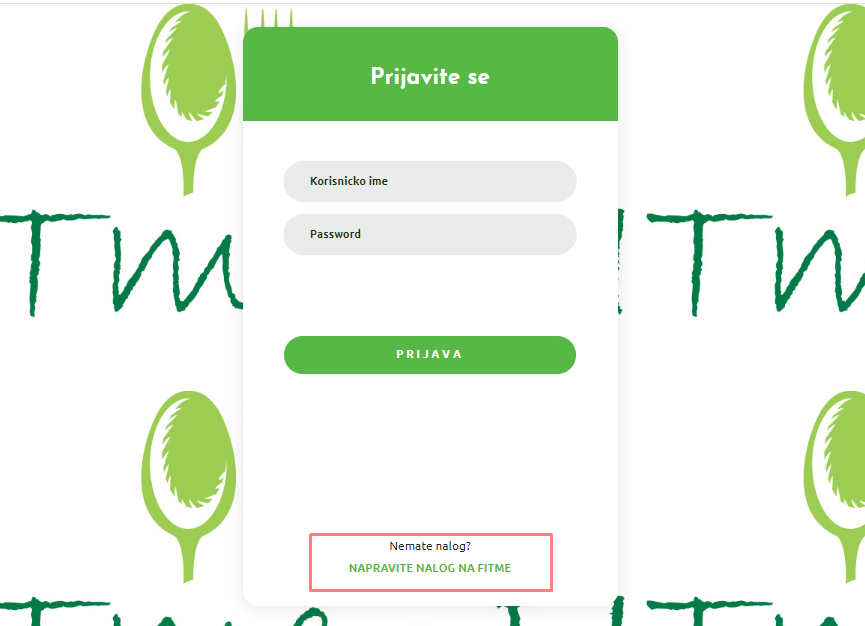 Prijavite se
Korisnicko ime
Password
PRIJAVA
Nemate nalog?
NAPRAVITE NALOG NA FITME